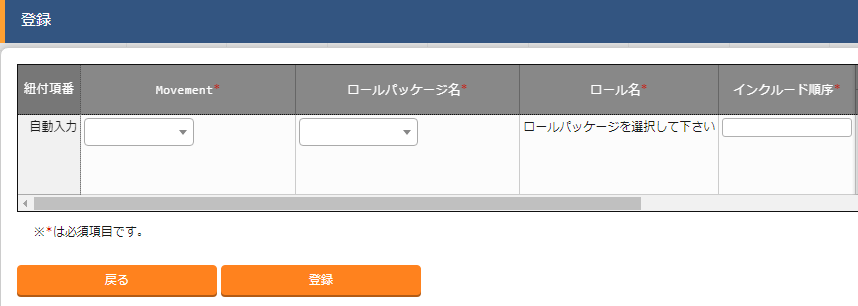 登録
紐付項番 Movement* ロールパッケージ名* ロール名* インクルード順序*
自動入力 ロールパッケージを選択して下さい
※*は必須項目です。
戻る 登録